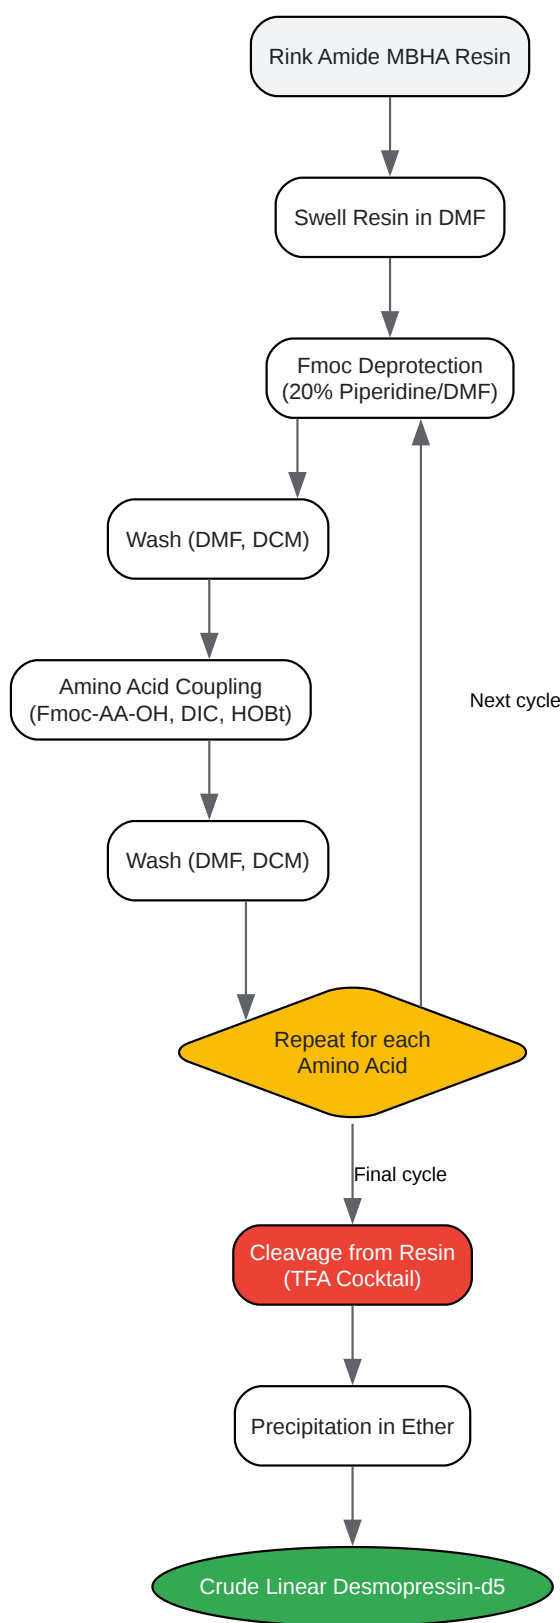 Rink Amide MBHA Resin
Swell Resin in DMF
Fmoc Deprotection
(20% Piperidine/DMF)
Wash (DMF, DCM)
Amino Acid Coupling
(Fmoc-AA-OH, DIC, HOBt)
Next cycle
Wash (DMF, DCM)
Repeat for each
Amino Acid
Final cycle
Cleavage from Resin
(TFA Cocktail)
Precipitation in Ether
Crude Linear Desmopressin-d5